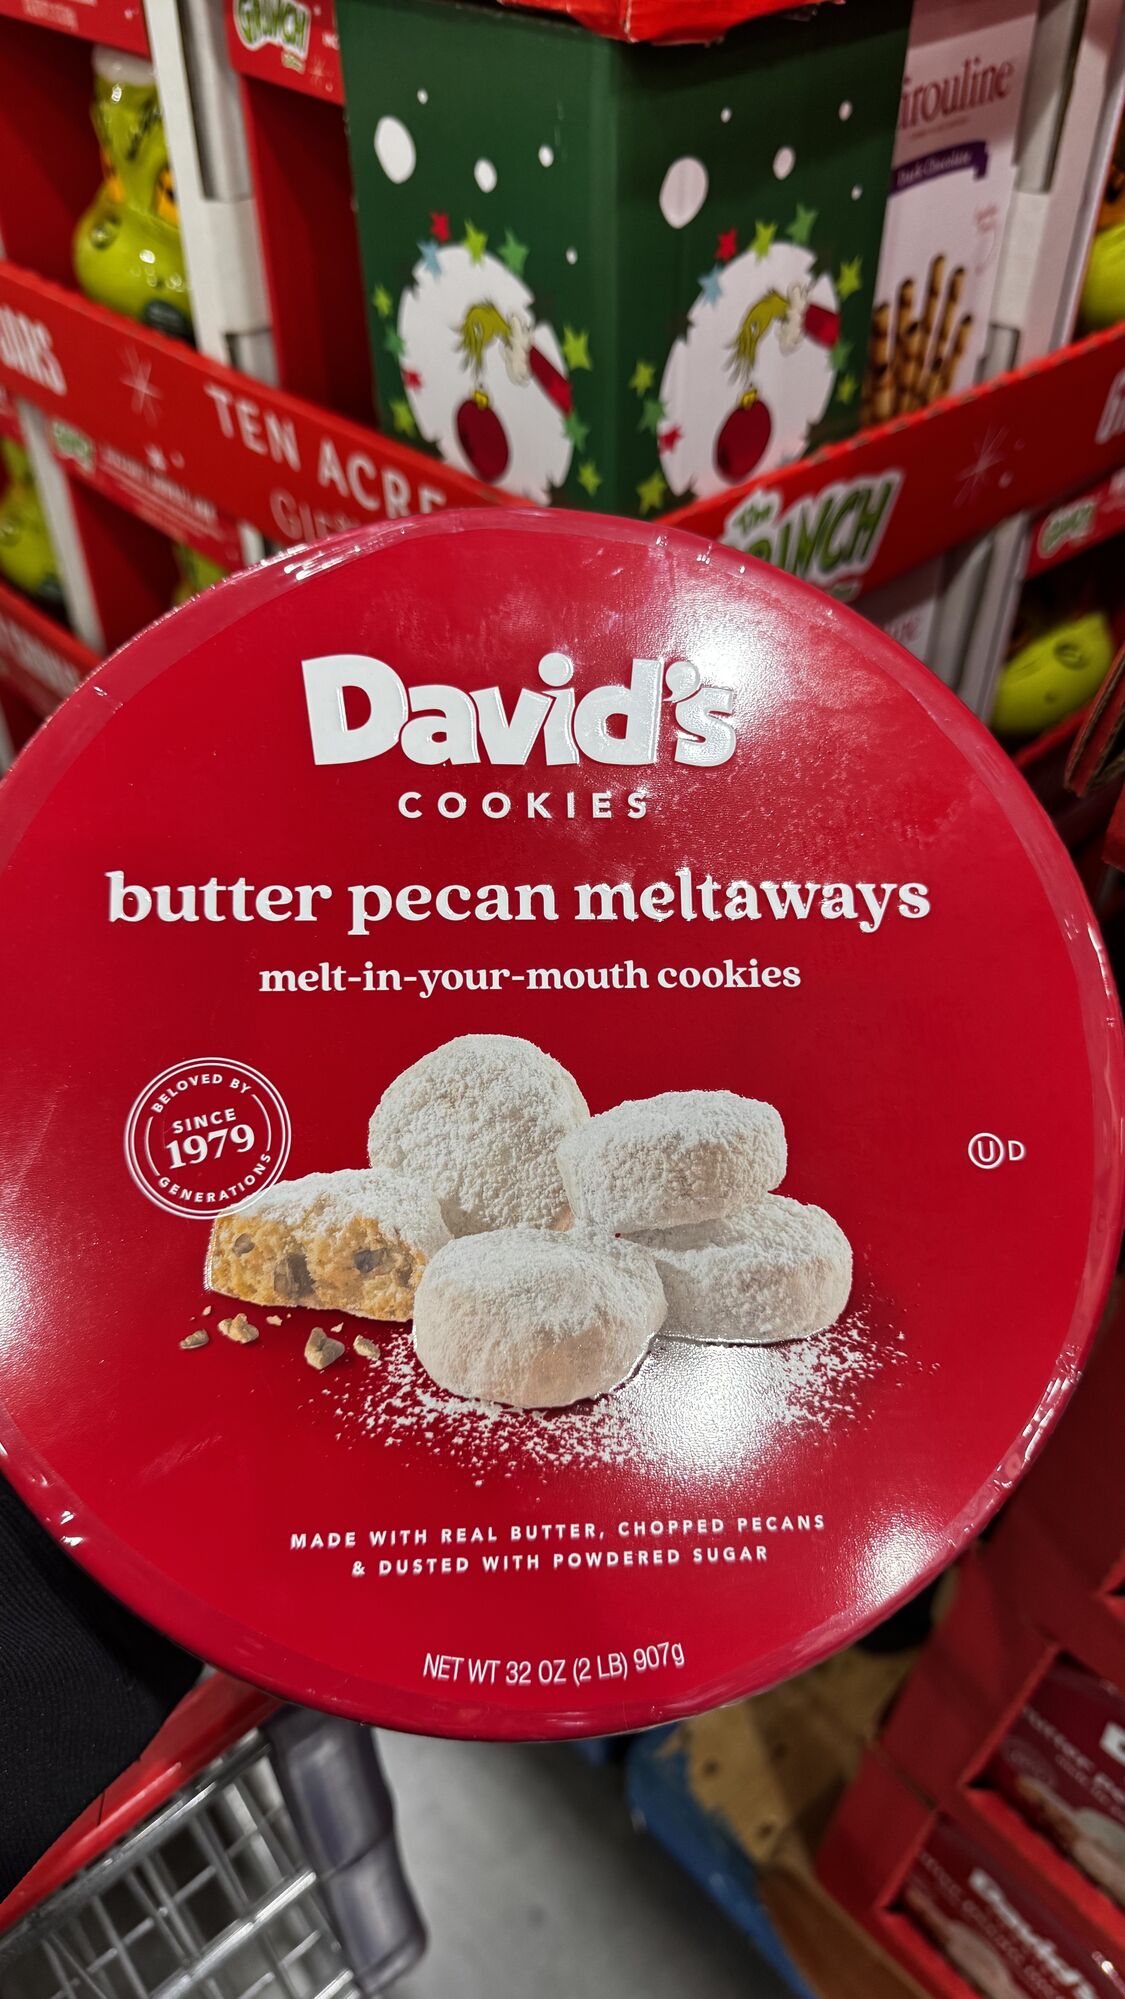 GRINCH
irouline
Dark Chocolate
TEN ACRE
The
GRINCH
David's
COOKIES
butter pecan meltaways
melt-in-your-mouth cookies
BELOVED BY
SINCE
1979
GENERATIONS
U D
MADE WITH REAL BUTTER, CHOPPED PECANS
& DUSTED WITH POWDERED SUGAR
NET WT 32 OZ (2 LB) 907g
David's